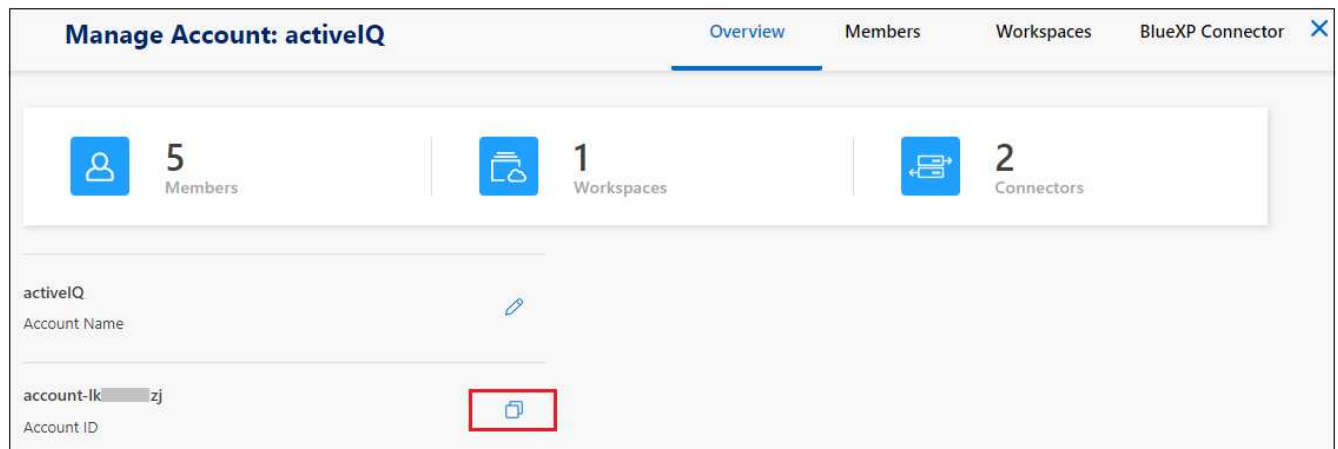 Manage Account: activeIQ
Overview
Members
Workspaces
BlueXP Connector
5
Members
1
Workspaces
2
Connectors
activeIQ
Account Name
account-lk zj
Account ID